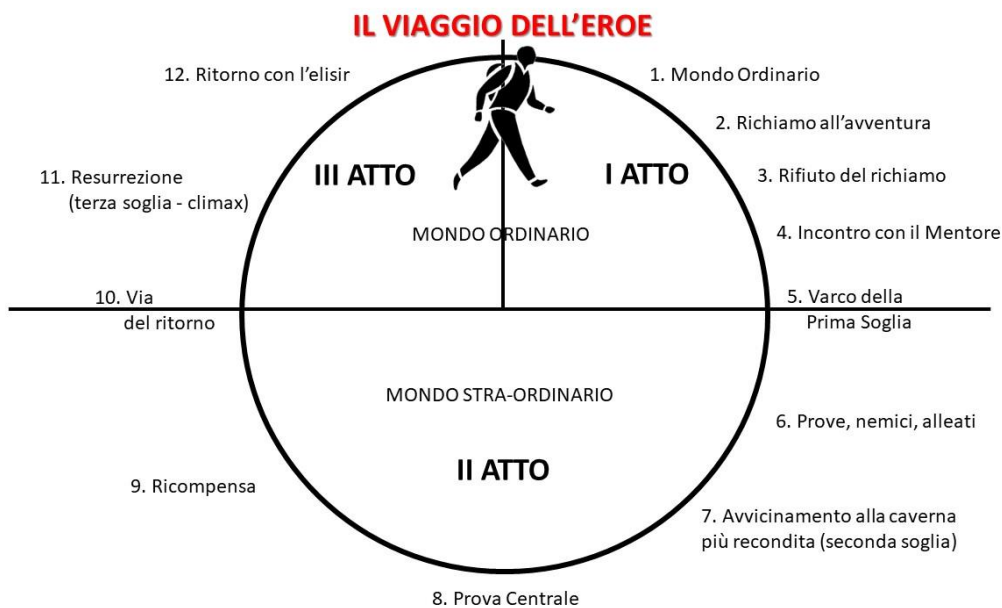 IL VIAGGIO DELL'EROE
12. Ritorno con l'elisir
1. Mondo Ordinario
2. Richiamo all'avventura
III ATTO
I ATTO
11. Resurrezione
(terza soglia - climax)
3. Rifiuto del richiamo
MONDO ORDINARIO
4. Incontro con il Mentore
10. Via
del ritorno
5. Varco della
Prima Soglia
MONDO STRA-ORDINARIO
6. Prove, nemici, alleati
II ATTO
9. Ricompensa
7. Avvicinamento alla caverna
più recondita (seconda soglia)
8. Prova Centrale